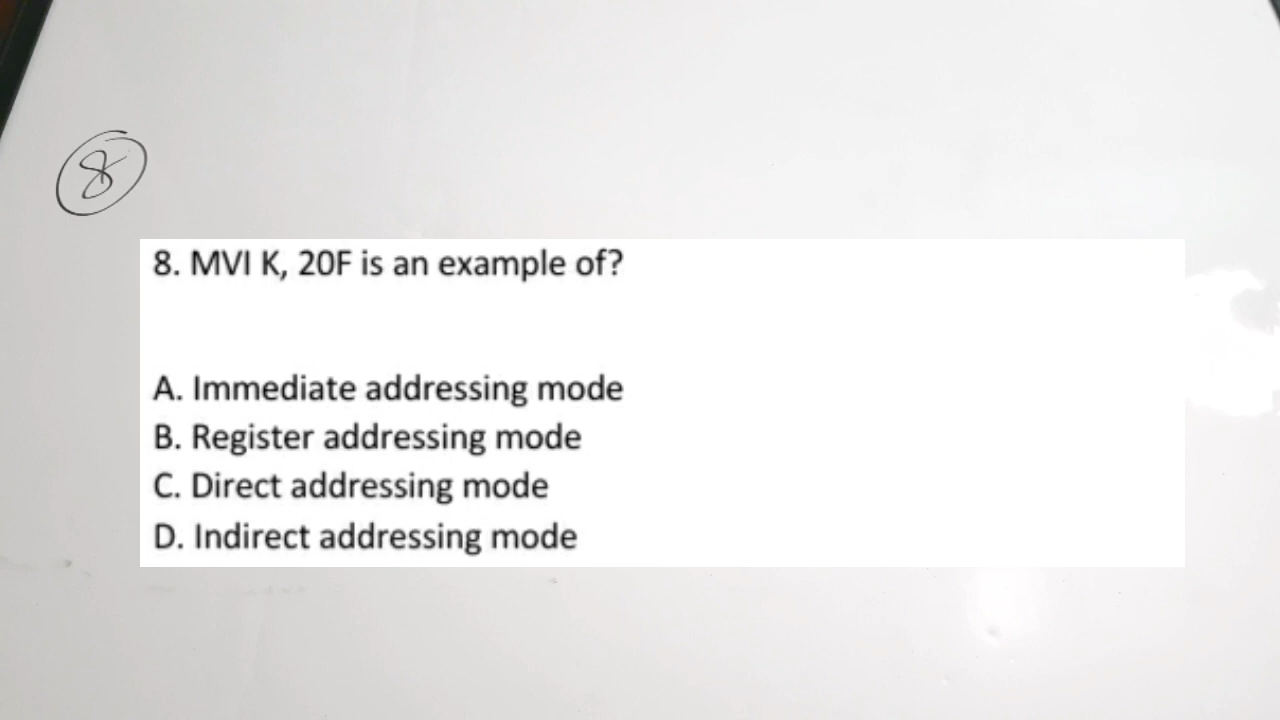 8
8. MVI K, 20F is an example of?
A. Immediate addressing mode
B. Register addressing mode
C. Direct addressing mode
D. Indirect addressing mode